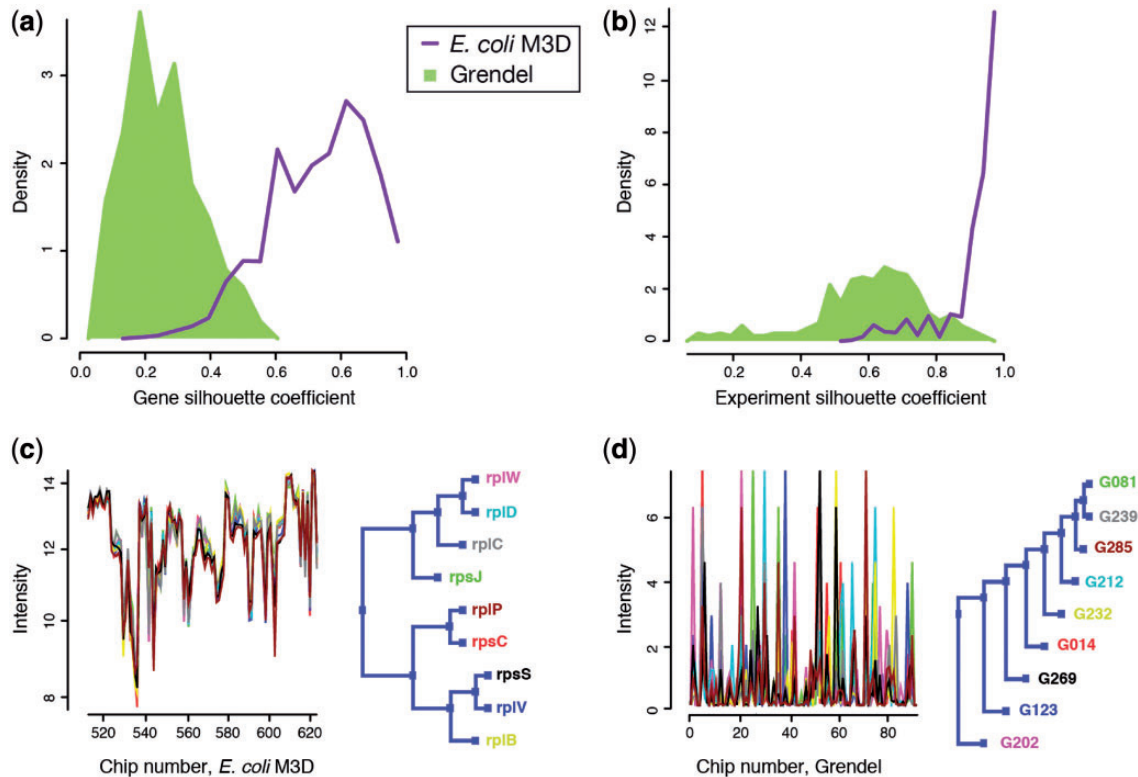 (a)
Density
0
1
2
3
0.0 0.2 0.4 0.6 0.8 1.0
Gene silhouette coefficient
E. coli M3D
Grendel
(b)
Density
0
2
4
6
8
10
12
0.2 0.4 0.6 0.8 1.0
Experiment silhouette coefficient
(c)
Intensity
14
12
10
8
520 540 560 580 600 620
Chip number, E. coli M3D
rplW
rplD
rplC
rpsJ
rplP
rpsC
rpsS
rplV
rplB
(d)
Intensity
6
4
2
0
0 20 40 60 80
Chip number, Grendel
G081
G239
G285
G212
G232
G014
G269
G123
G202